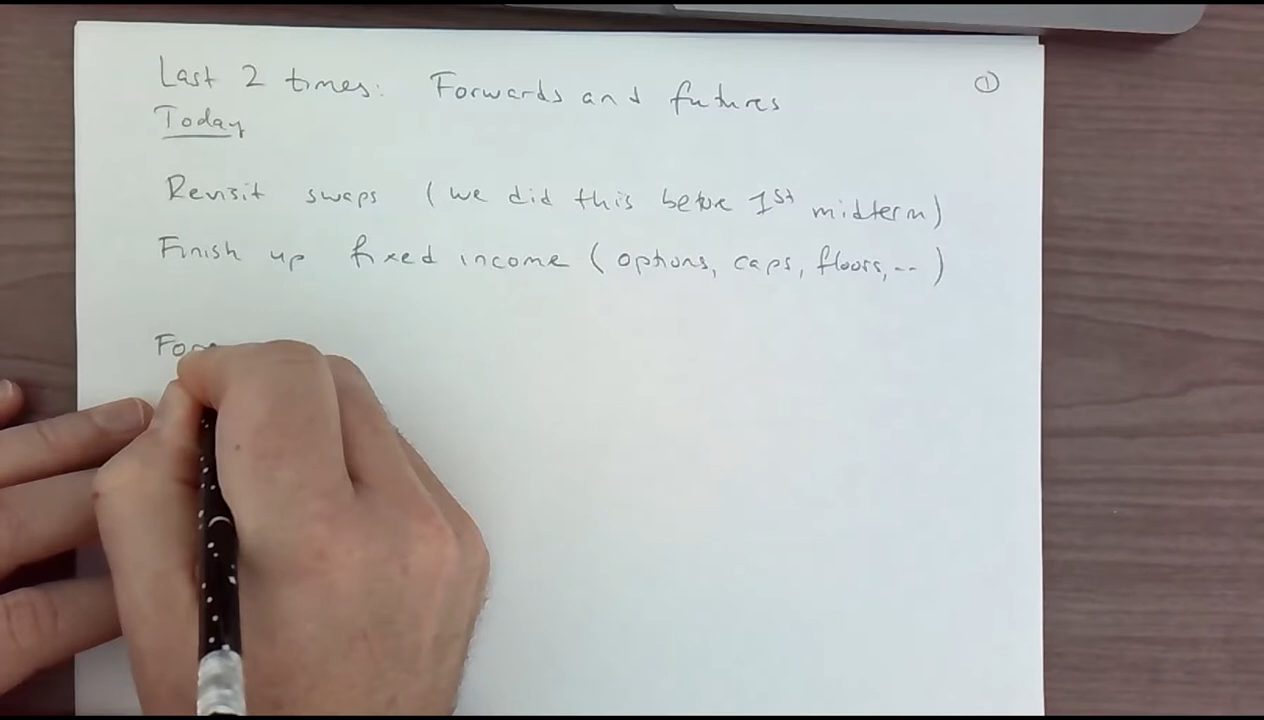 Last 2 times: Forwards and futures
①
Today
Revisit swaps (we did this before 1st midterm)
Finish up fixed income (options, caps, floors,--)
Fo